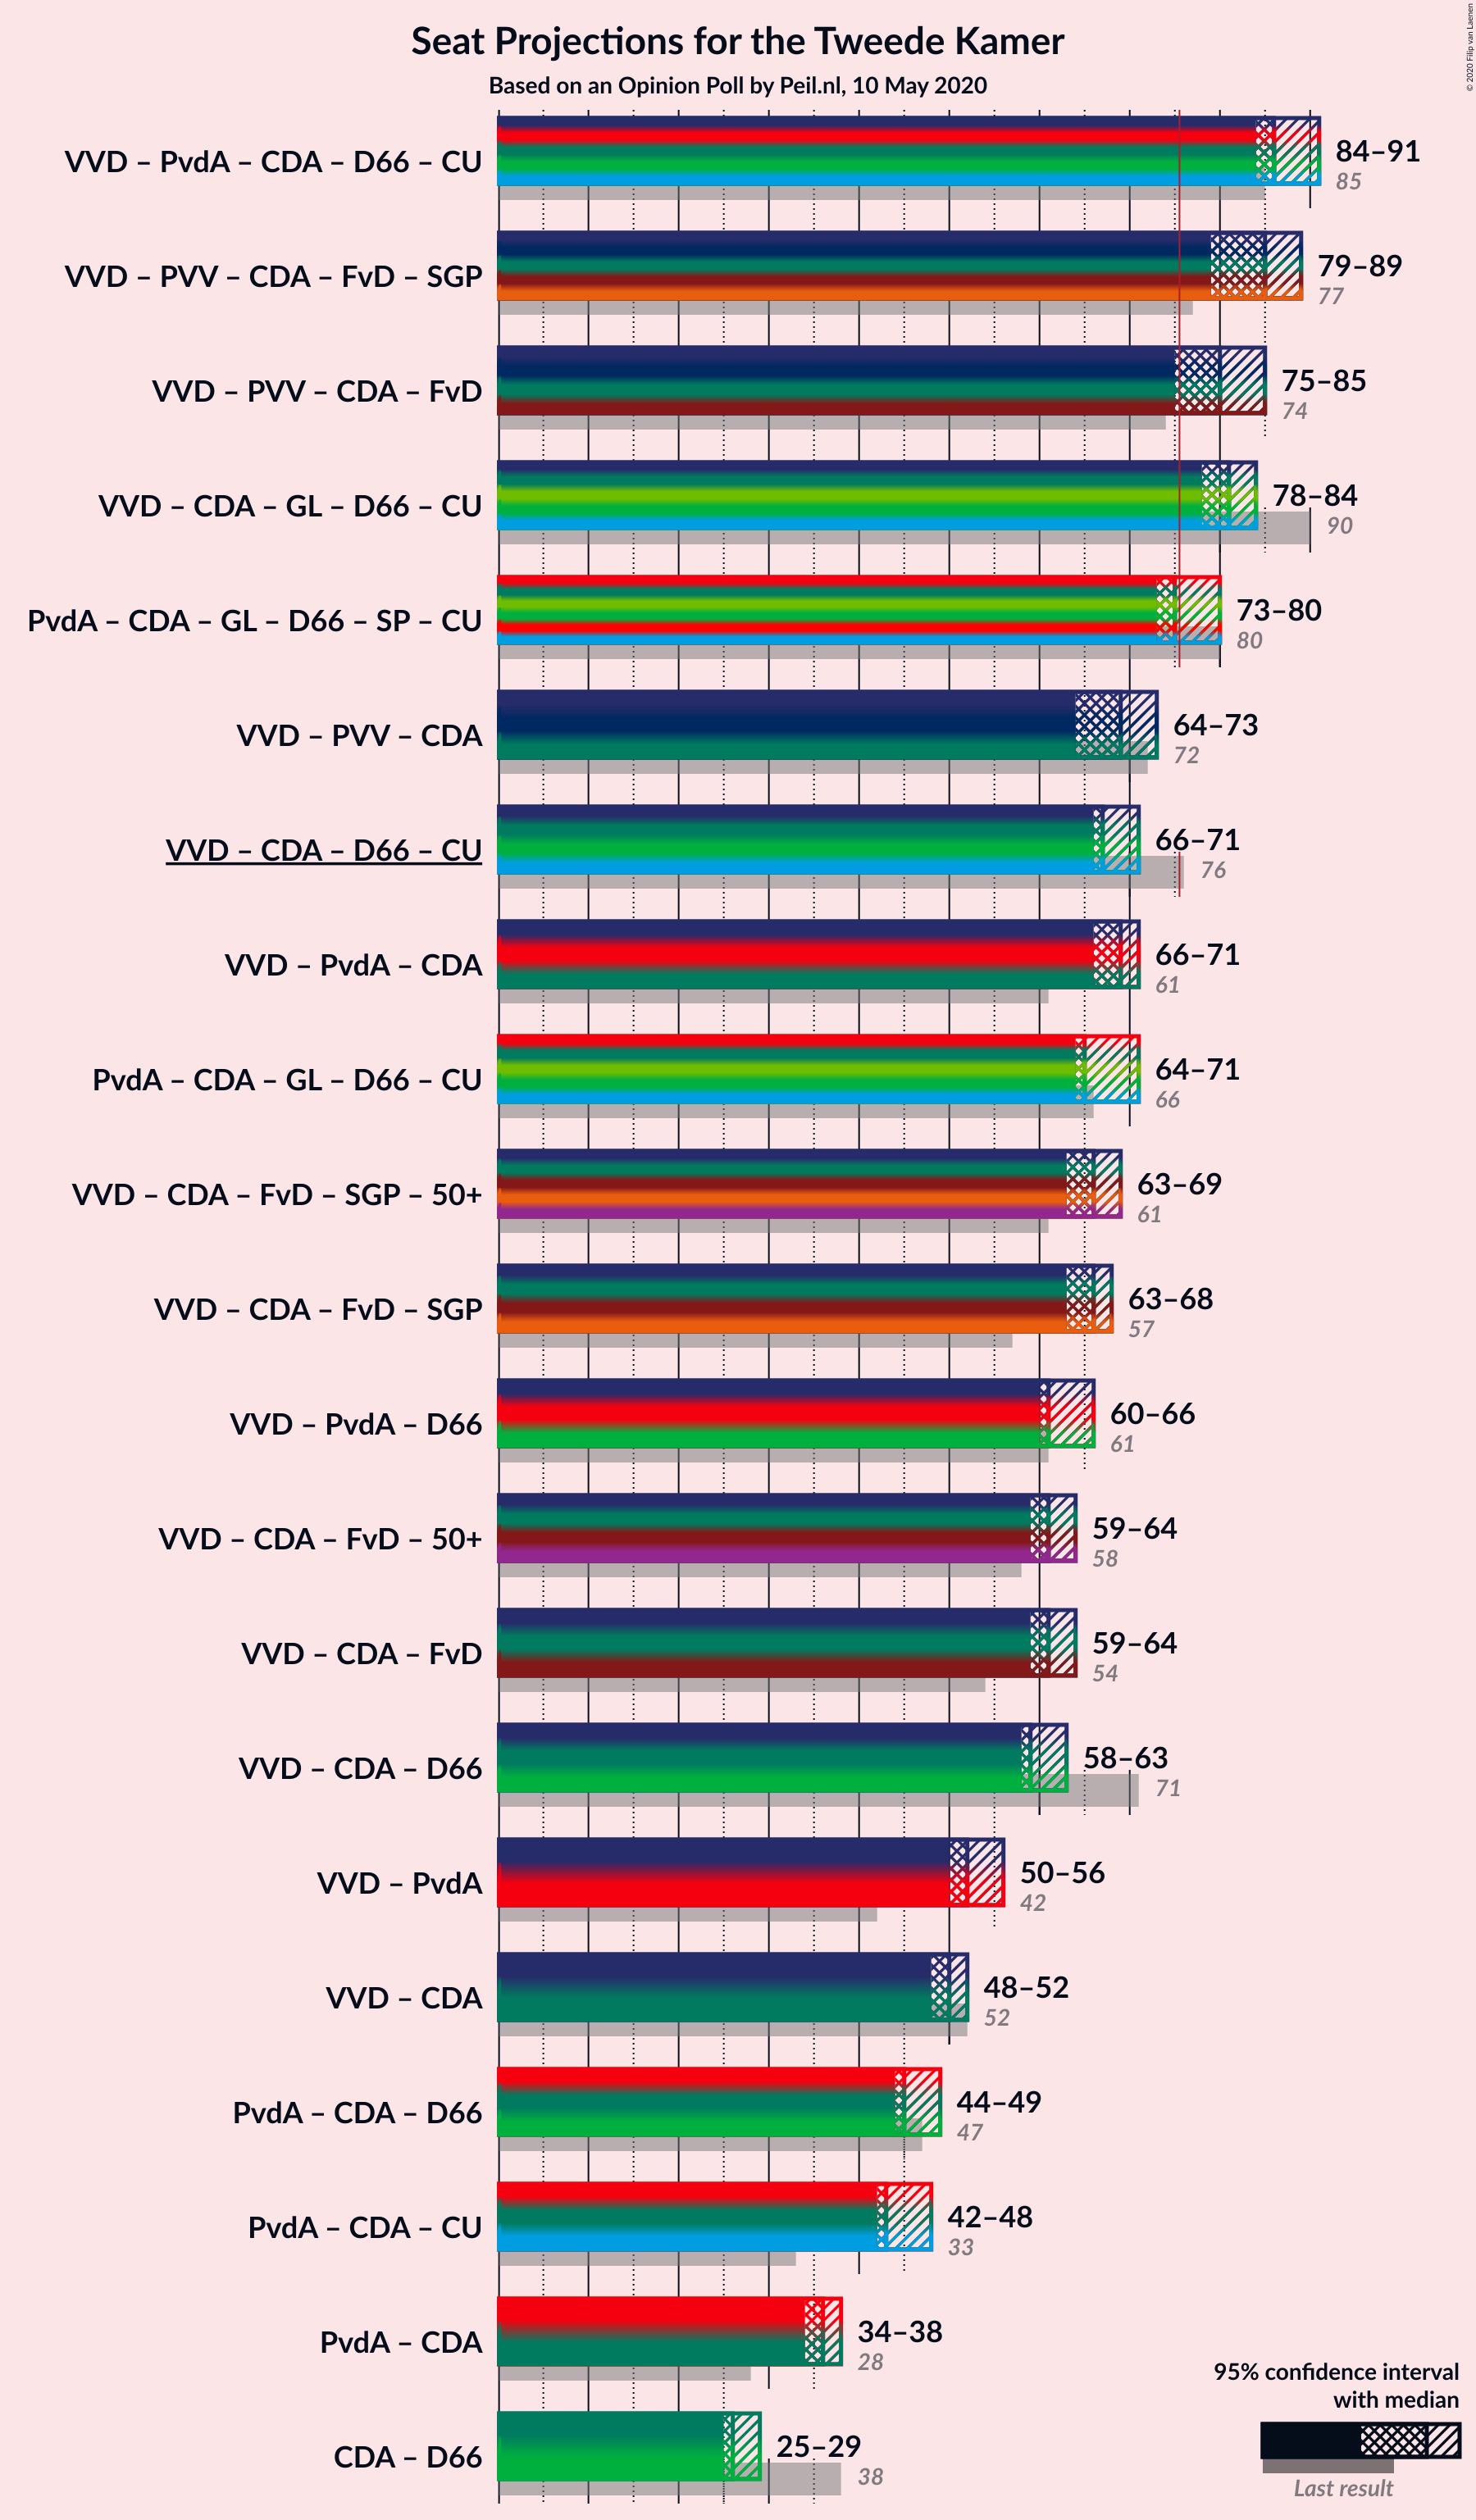 Seat Projections for the Tweede Kamer
Based on an Opinion Poll by Peil.nl, 10 May 2020
© 2020 Filip van Laenen
VVD – PvdA – CDA – D66 – CU
84–91
85
VVD – PVV – CDA – FvD – SGP
79–89
77
VVD – PVV – CDA – FvD
75–85
74
VVD – CDA – GL – D66 – CU
78–84
90
PvdA – CDA – GL – D66 – SP – CU
73–80
80
VVD – PVV – CDA
64–73
72
VVD – CDA – D66 – CU
66–71
76
VVD – PvdA – CDA
66–71
61
PvdA – CDA – GL – D66 – CU
64–71
66
VVD – CDA – FvD – SGP – 50+
63–69
61
VVD – CDA – FvD – SGP
63–68
57
VVD – PvdA – D66
60–66
61
VVD – CDA – FvD – 50+
59–64
58
VVD – CDA – FvD
59–64
54
VVD – CDA – D66
58–63
71
VVD – PvdA
50–56
42
VVD – CDA
48–52
52
PvdA – CDA – D66
44–49
47
PvdA – CDA – CU
42–48
33
PvdA – CDA
34–38
28
CDA – D66
25–29
38
95% confidence interval
with median
Last result